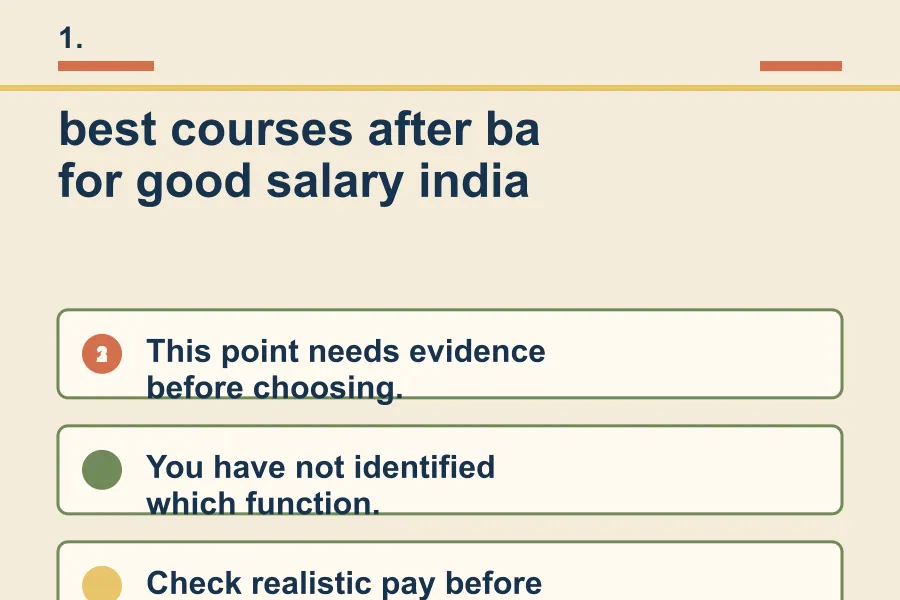 1.
best courses after ba
for good salary india
This point needs evidence
before choosing.
You have not identified
which function.
Check realistic pay before